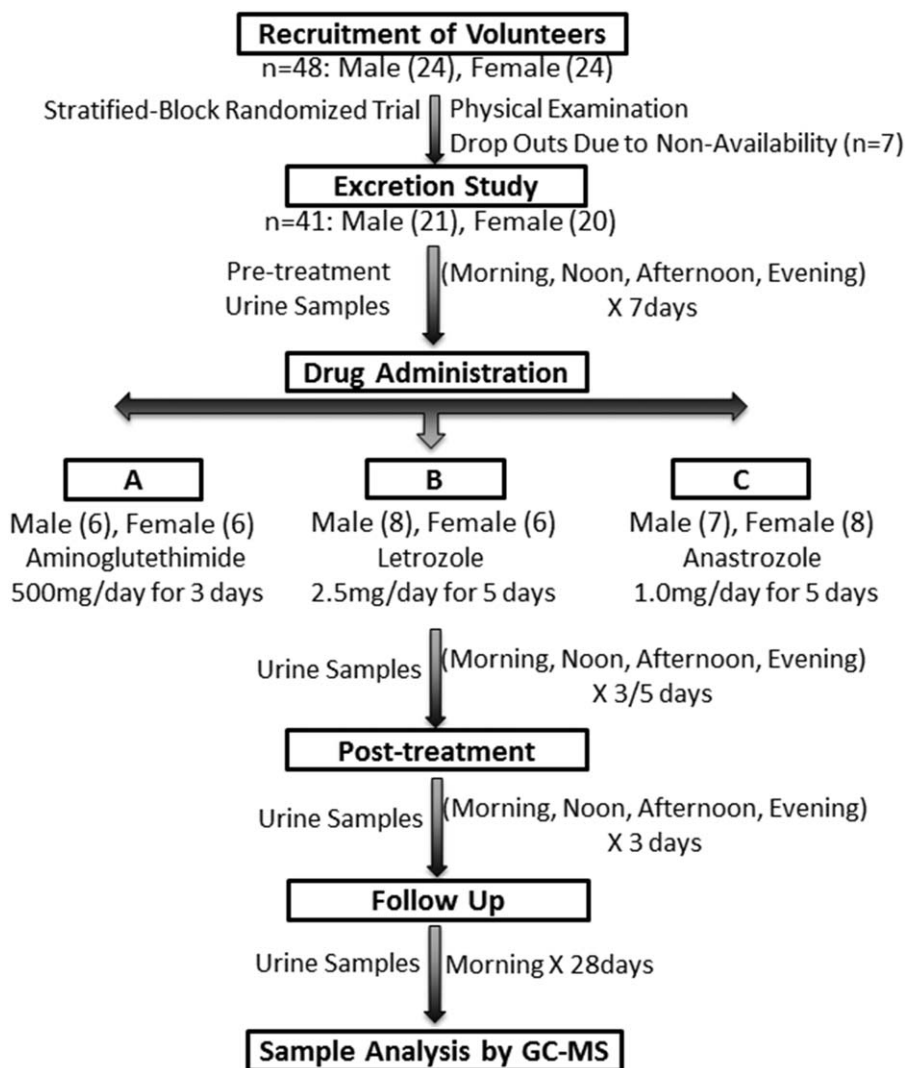 Recruitment of Volunteers
n=48: Male (24), Female (24)
Stratified-Block Randomized Trial
Physical Examination
Drop Outs Due to Non-Availability (n=7)
Excretion Study
n=41: Male (21), Female (20)
Pre-treatment
Urine Samples
(Morning, Noon, Afternoon, Evening)
X 7days
Drug Administration
A
Male (6), Female (6)
Aminoglutethimide
500mg/day for 3 days
B
Male (8), Female (6)
Letrozole
2.5mg/day for 5 days
C
Male (7), Female (8)
Anastrozole
1.0mg/day for 5 days
Urine Samples
(Morning, Noon, Afternoon, Evening)
X 3/5 days
Post-treatment
Urine Samples
(Morning, Noon, Afternoon, Evening)
X 3 days
Follow Up
Urine Samples
Morning X 28days
Sample Analysis by GC-MS